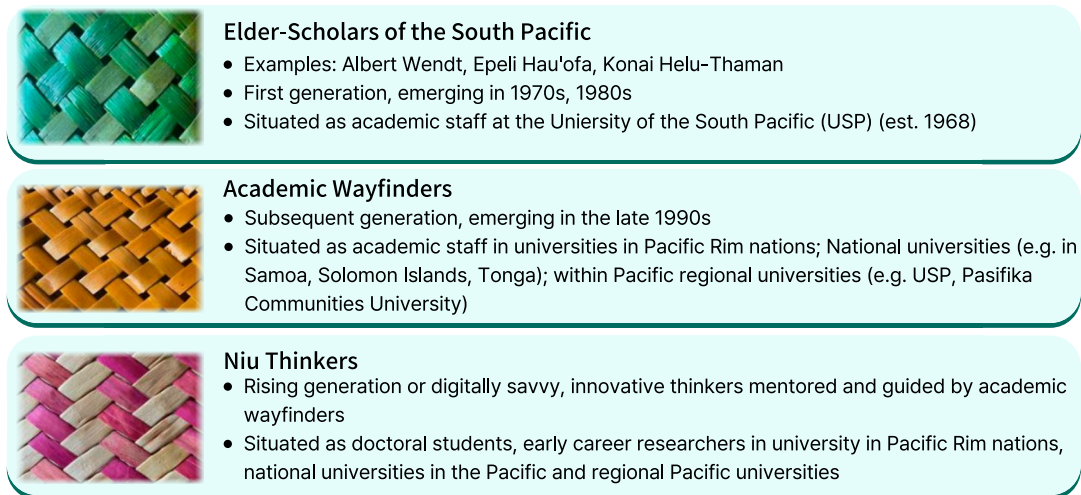 Elder-Scholars of the South Pacific
• Examples: Albert Wendt, Epeli Hau'ofa, Konai Helu-Thaman
• First generation, emerging in 1970s, 1980s
• Situated as academic staff at the Uniersity of the South Pacific (USP) (est. 1968)
Academic Wayfinders
• Subsequent generation, emerging in the late 1990s
• Situated as academic staff in universities in Pacific Rim nations; National universities (e.g. in
Samoa, Solomon Islands, Tonga); within Pacific regional universities (e.g. USP, Pasifika
Communities University)
Niu Thinkers
• Rising generation or digitally savvy, innovative thinkers mentored and guided by academic
wayfinders
• Situated as doctoral students, early career researchers in university in Pacific Rim nations,
national universities in the Pacific and regional Pacific universities